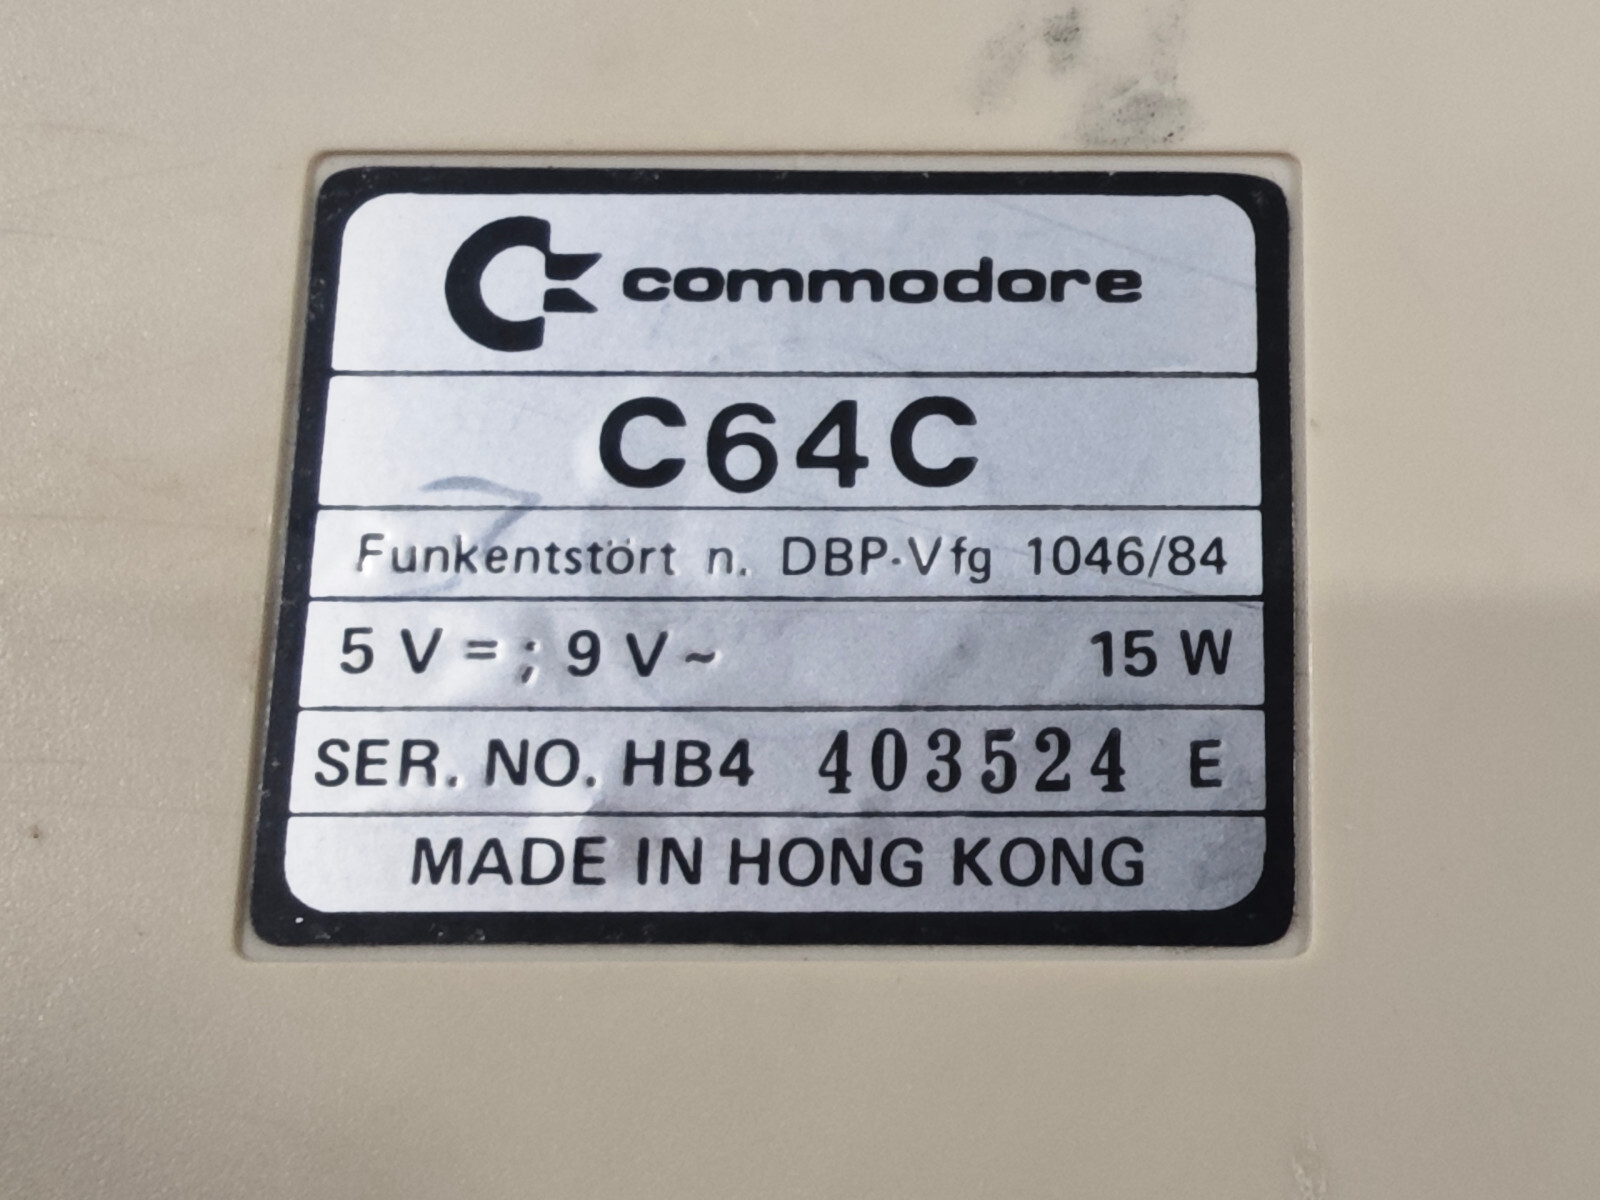 commodore
C64C
Funkentstört n. DBP-Vfg 1046/84
5 V = ; 9 V ~ 15 W
SER. NO. HB4 403524 E
MADE IN HONG KONG